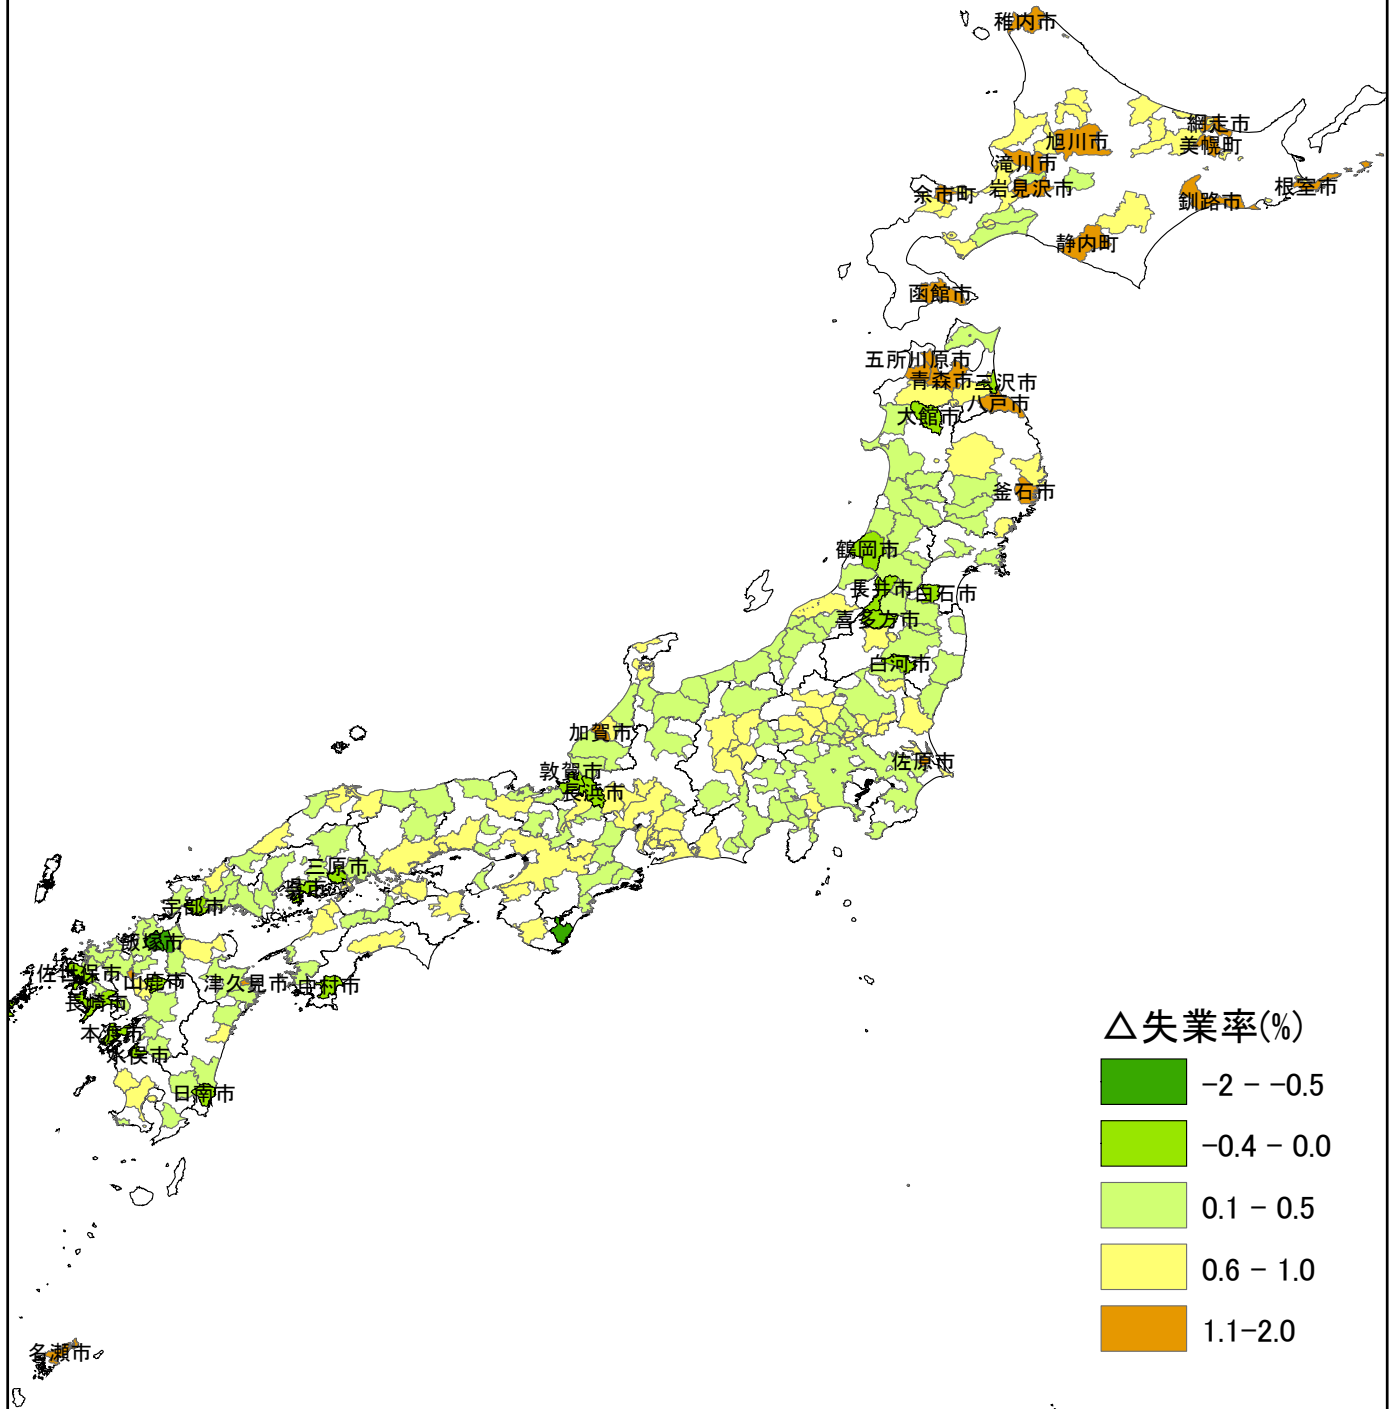 稚内市
網走市
旭川市
美幌町
滝川市
岩見沢市
余市町
根室市
釧路市
静内町
函館市
五所川原市
青森市
三沢市
八戸市
大館市
釜石市
鶴岡市
長井市
白石市
喜多方市
白河市
加賀市
佐原市
敦賀市
長浜市
三原市
呉市
宇部市
飯塚市
佐世保市
山鹿市
津久見市
中村市
長崎市
本渡市
水俣市
日南市
名瀬市
△失業率(%)
-2 - -0.5
-0.4 - 0.0
0.1 - 0.5
0.6 - 1.0
1.1-2.0